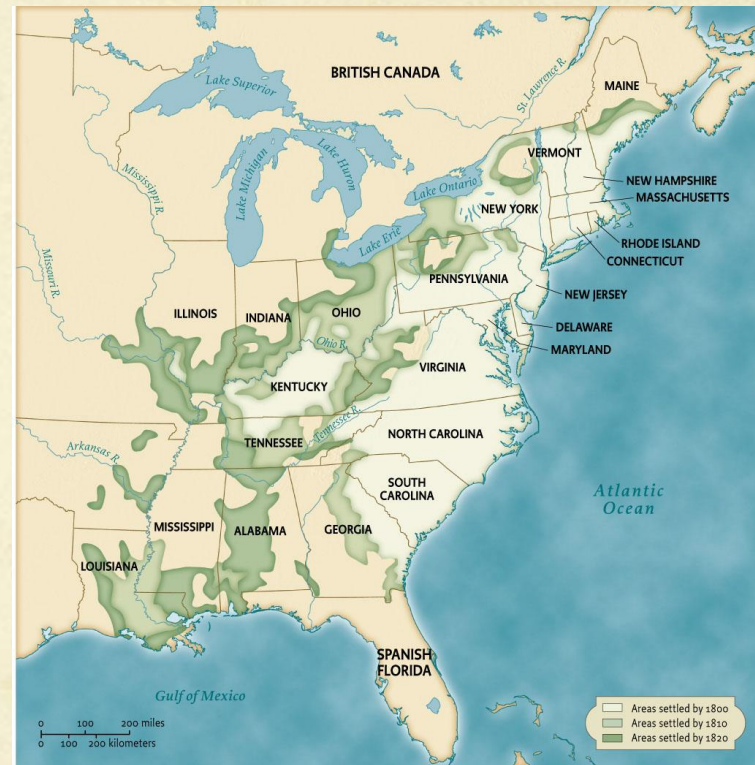 BRITISH CANADA
Lake Superior
St. Lawrence R.
MAINE
Mississippi R.
Lake Michigan
Lake Huron
Lake Ontario
VERMONT
NEW HAMPSHIRE
MASSACHUSETTS
NEW YORK
Lake Erie
RHODE ISLAND
CONNECTICUT
Missouri R.
PENNSYLVANIA
NEW JERSEY
ILLINOIS
INDIANA
OHIO
DELAWARE
Ohio R.
MARYLAND
VIRGINIA
KENTUCKY
Tennessee R.
NORTH CAROLINA
TENNESSEE
Arkansas R.
SOUTH
CAROLINA
Atlantic
Ocean
MISSISSIPPI
ALABAMA
GEORGIA
LOUISIANA
SPANISH
FLORIDA
Gulf of Mexico
0 100 200 miles
0 100 200 kilometers
Areas settled by 1800
Areas settled by 1810
Areas settled by 1820